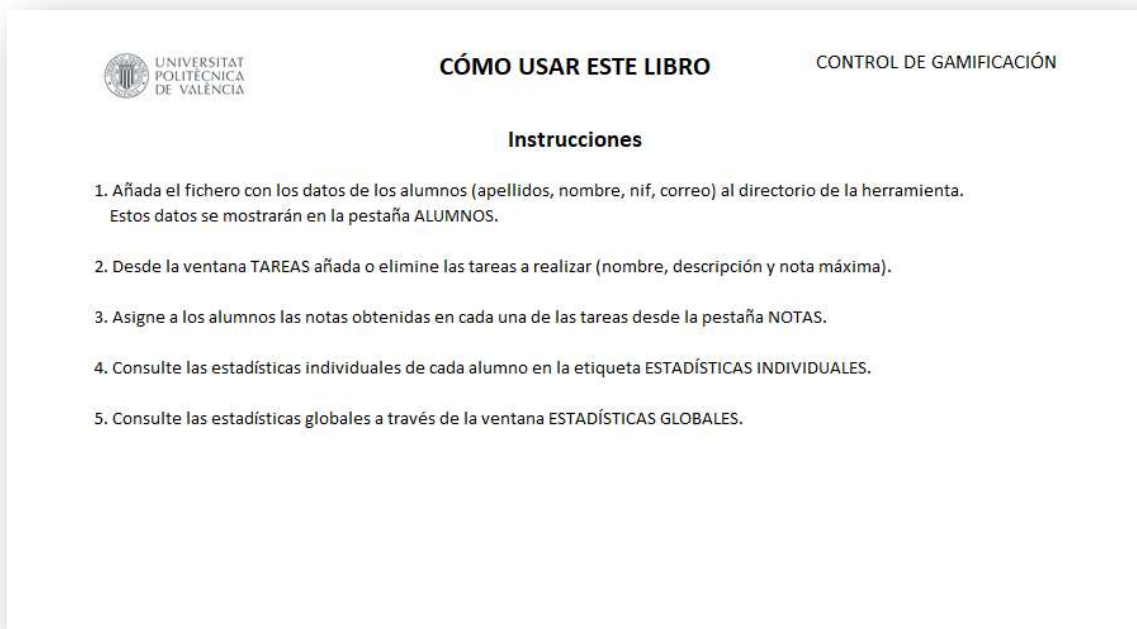 UNIVERSITAT
POLITÈCNICA
DE VALÈNCIA
CÓMO USAR ESTE LIBRO
CONTROL DE GAMIFICACIÓN
Instrucciones
1. Añada el fichero con los datos de los alumnos (apellidos, nombre, nif, correo) al directorio de la herramienta.
Estos datos se mostrarán en la pestaña ALUMNOS.
2. Desde la ventana TAREAS añada o elimine las tareas a realizar (nombre, descripción y nota máxima).
3. Asigne a los alumnos las notas obtenidas en cada una de las tareas desde la pestaña NOTAS.
4. Consulte las estadísticas individuales de cada alumno en la etiqueta ESTADÍSTICAS INDIVIDUALES.
5. Consulte las estadísticas globales a través de la ventana ESTADÍSTICAS GLOBALES.